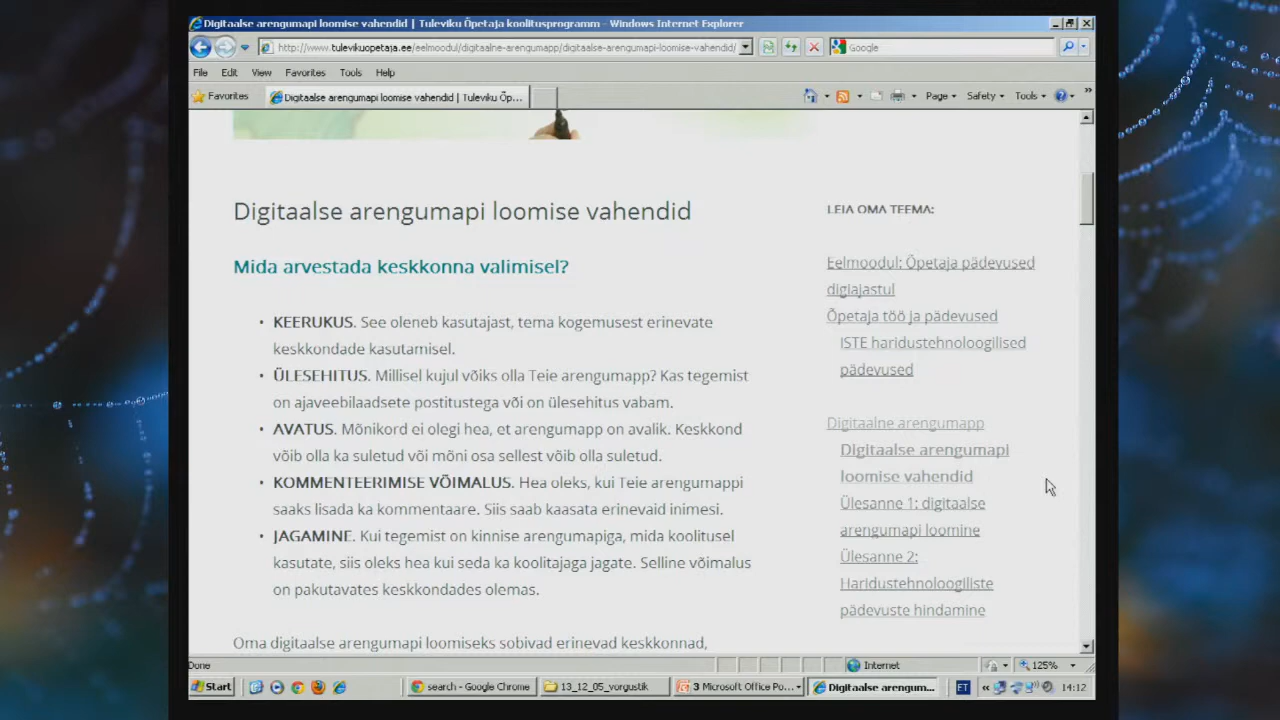 Digitaalse arengumapi loomise vahendid | Tuleviku Õpetaja koolitusprogramm - Windows Internet Explorer
http://www.tulevikuopetaja.ee/eelmoodul/digitaalne-arengumapp/digitaalse-arengumapi-loomise-vahendid/
Google
File Edit View Favorites Tools Help
Favorites
Digitaalse arengumapi loomise vahendid | Tuleviku Õp...
Page Safety Tools
Digitaalse arengumapi loomise vahendid
Mida arvestada keskkonna valimisel?
• KEERUKUS. See oleneb kasutajast, tema kogemusest erinevate
keskkondade kasutamisel.
• ÜLESEHITUS. Millisel kujul võiks olla Teie arengumapp? Kas tegemist
on ajaveebilaadsete postitustega või on ülesehitus vabam.
• AVATUS. Mõnikord ei olegi hea, et arengumapp on avalik. Keskkond
võib olla ka suletud või mõni osa sellest võib olla suletud.
• KOMMENTEERIMISE VÕIMALUS. Hea oleks, kui Teie arengumappi
saaks lisada ka kommentaare. Siis saab kaasata erinevaid inimesi.
• JAGAMINE. Kui tegemist on kinnise arengumapiga, mida koolitusel
kasutate, siis oleks hea kui seda ka koolitajaga jagate. Selline võimalus
on pakutavates keskkondades olemas.
Oma digitaalse arengumapi loomiseks sobivad erinevad keskkonnad,
LEIA OMA TEEMA:
Eelmoodul: Õpetaja pädevused
digiajastul
Õpetaja töö ja pädevused
ISTE haridustehnoloogilised
pädevused
Digitaalne arengumapp
Digitaalse arengumapi
loomise vahendid
Ülesanne 1: digitaalse
arengumapi loomine
Ülesanne 2:
Haridustehnoloogiliste
pädevuste hindamine
Done
Internet
125%
Start
search - Google Chrome
13_12_05_vorgustik
3 Microsoft Office Po...
Digitaalse arengum...
ET
14:12